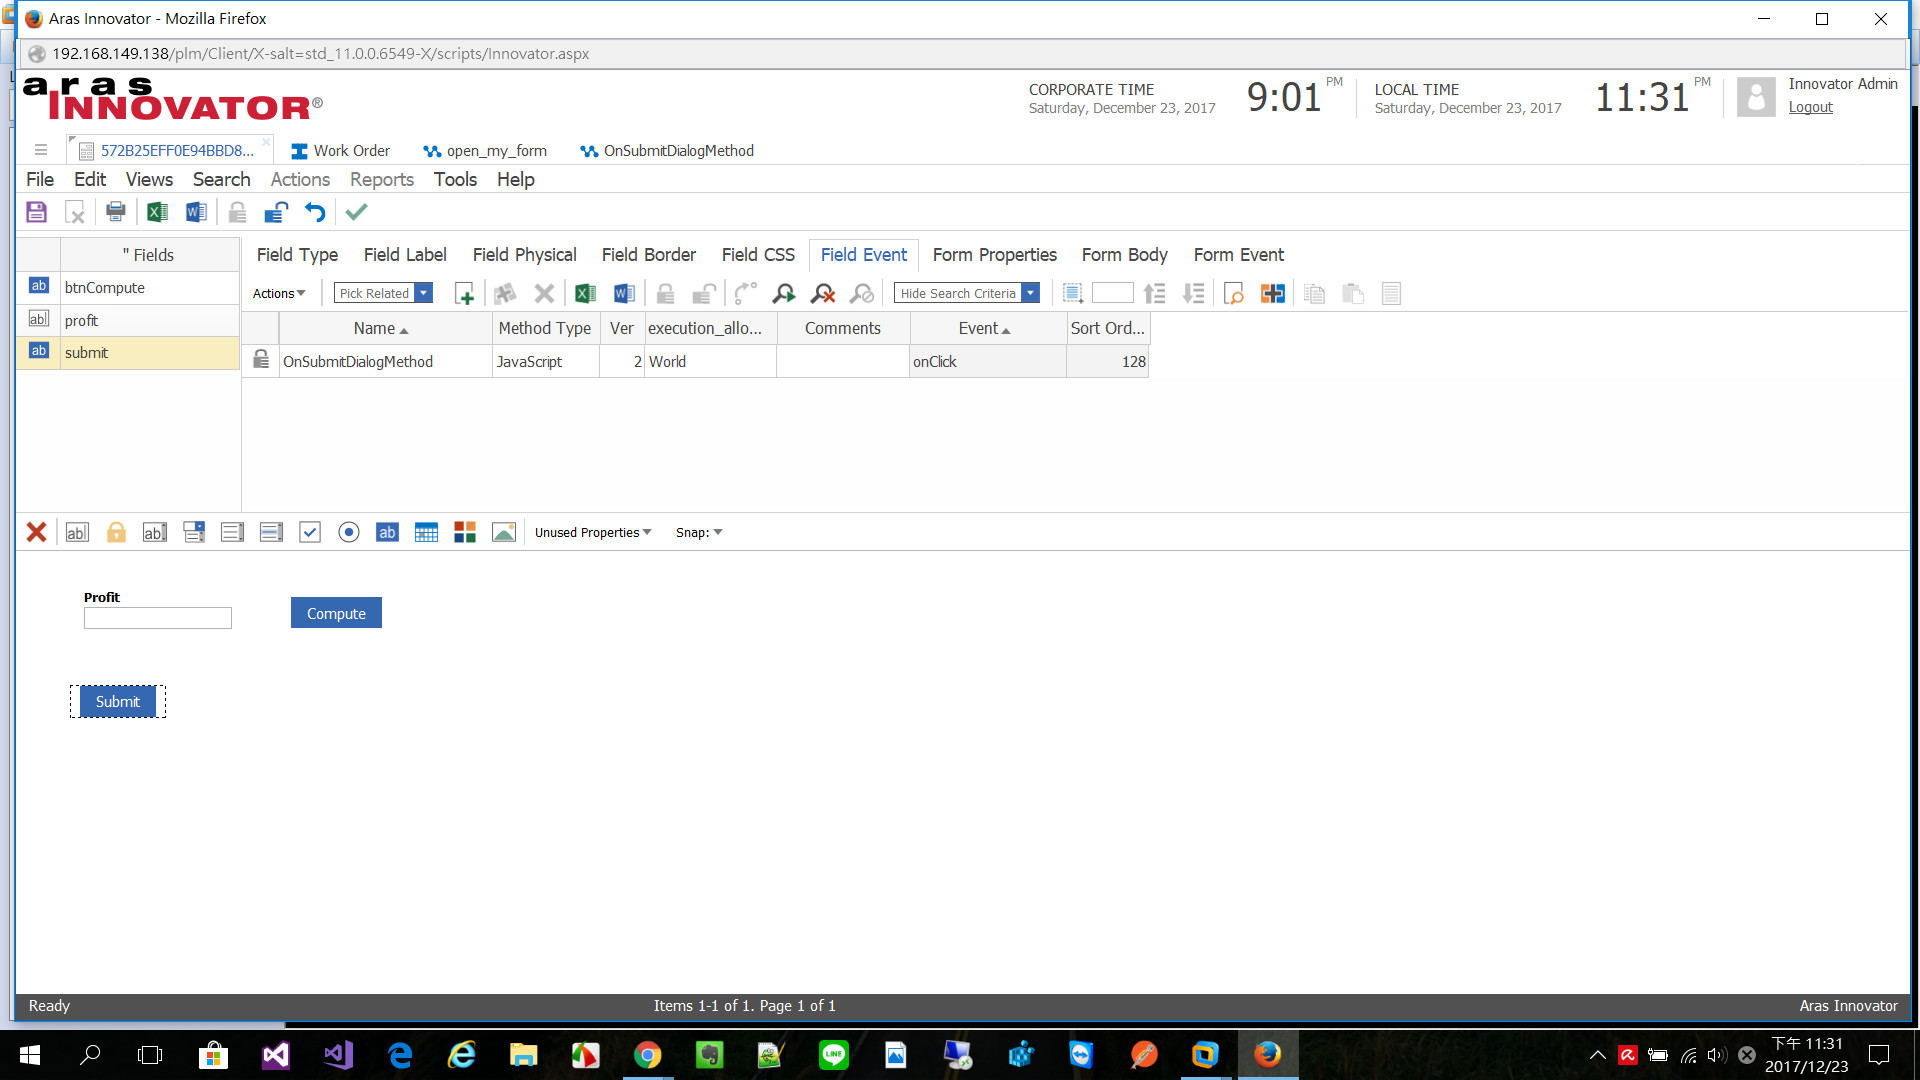 Aras Innovator - Mozilla Firefox
192.168.149.138/plm/Client/X-salt=std_11.0.0.6549-X/scripts/Innovator.aspx
aras
INNOVATOR®
CORPORATE TIME
Saturday, December 23, 2017
9:01 PM
LOCAL TIME
Saturday, December 23, 2017
11:31 PM
Innovator Admin
Logout
572B25EFF0E94BBD8... Work Order open_my_form OnSubmitDialogMethod
File Edit Views Search Actions Reports Tools Help
" Fields
ab btnCompute
ab profit
ab submit
Field Type Field Label Field Physical Field Border Field CSS Field Event Form Properties Form Body Form Event
Actions Pick Related Hide Search Criteria
Name Method Type Ver execution_allo... Comments Event Sort Ord...
OnSubmitDialogMethod JavaScript 2 World onClick 128
ab ab ab Unused Properties Snap:
Profit
Compute
Submit
Ready Items 1-1 of 1. Page 1 of 1 Aras Innovator
LINE
下午 11:31
2017/12/23